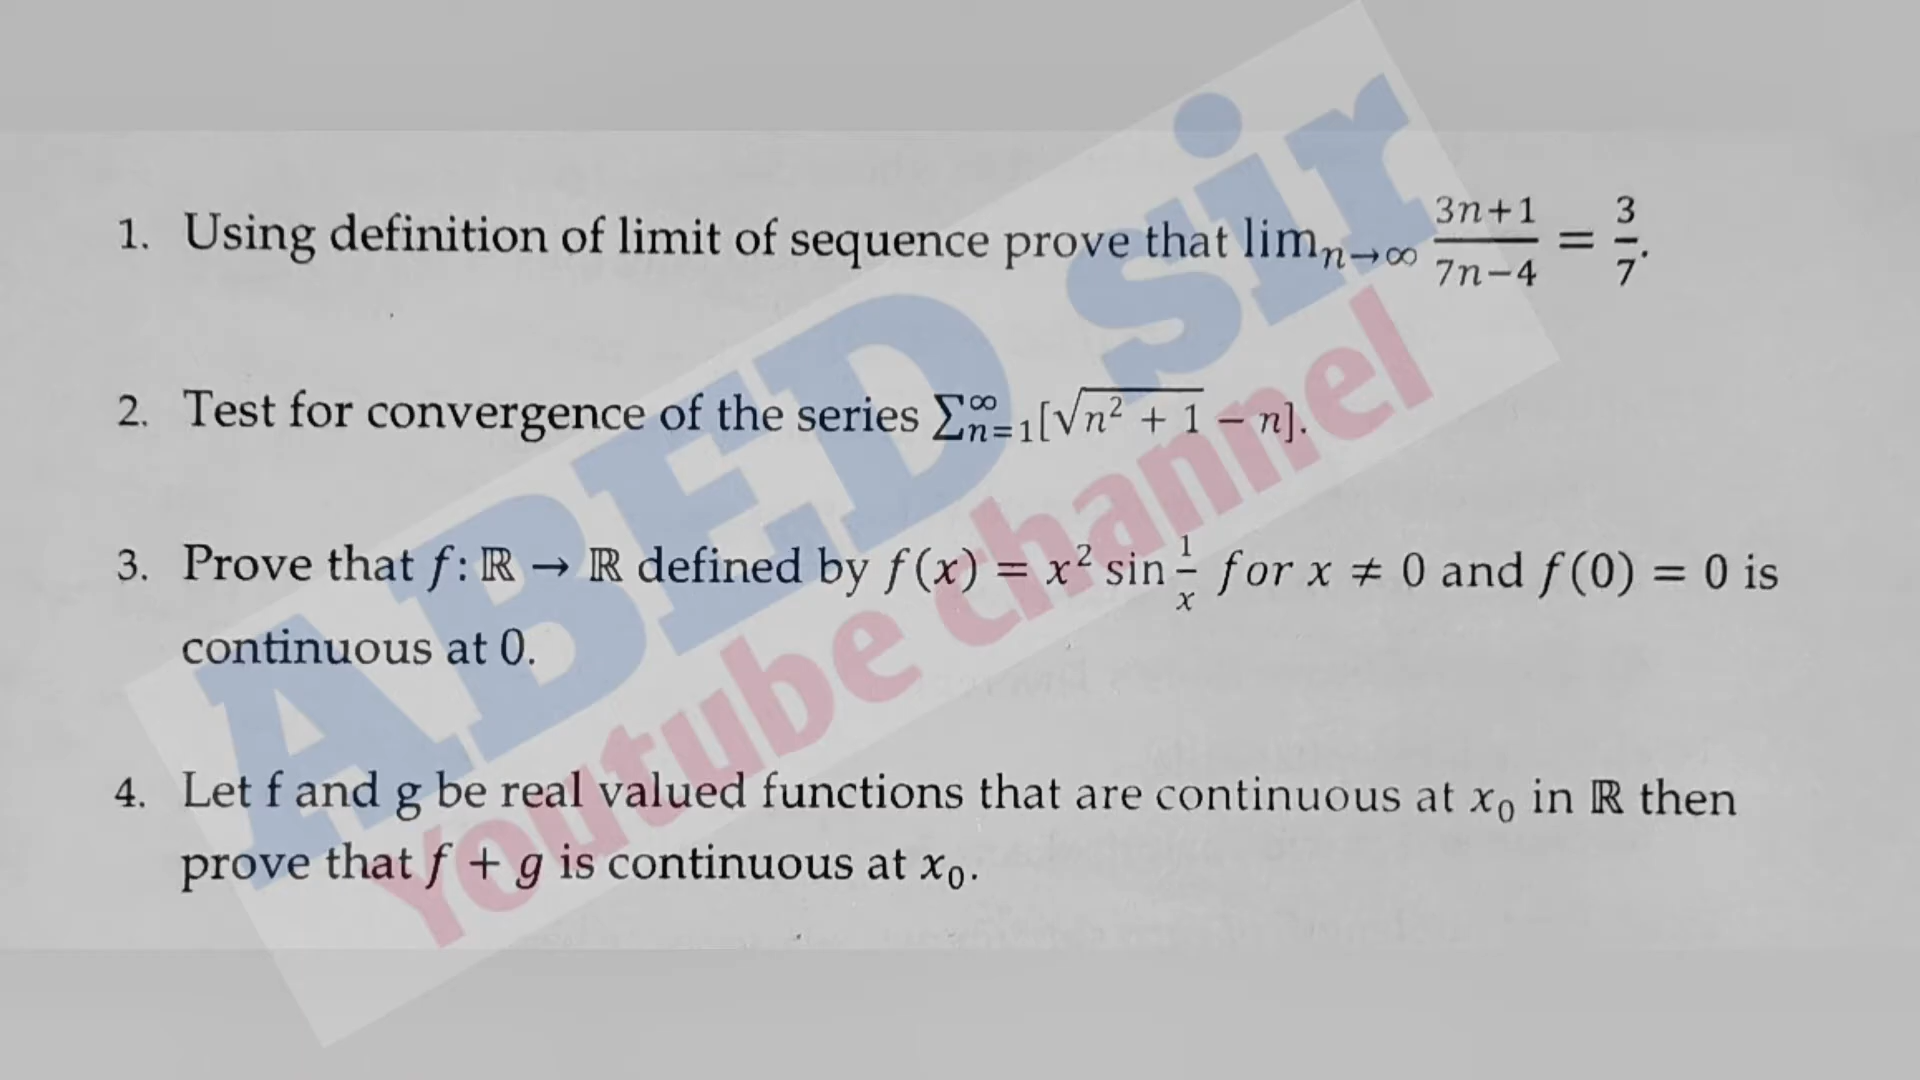 1. Using definition of limit of sequence prove that limₙ→∞ (3n+1)/(7n−4) = 3/7.
2. Test for convergence of the series ∑_{n=1}^{∞}[√(n² + 1) − n].
3. Prove that f: ℝ → ℝ defined by f(x) = x² sin 1/x for x ≠ 0 and f(0) = 0 is
continuous at 0.
4. Let f and g be real valued functions that are continuous at x₀ in ℝ then
prove that f + g is continuous at x₀.
ABED sir
Youtube channel